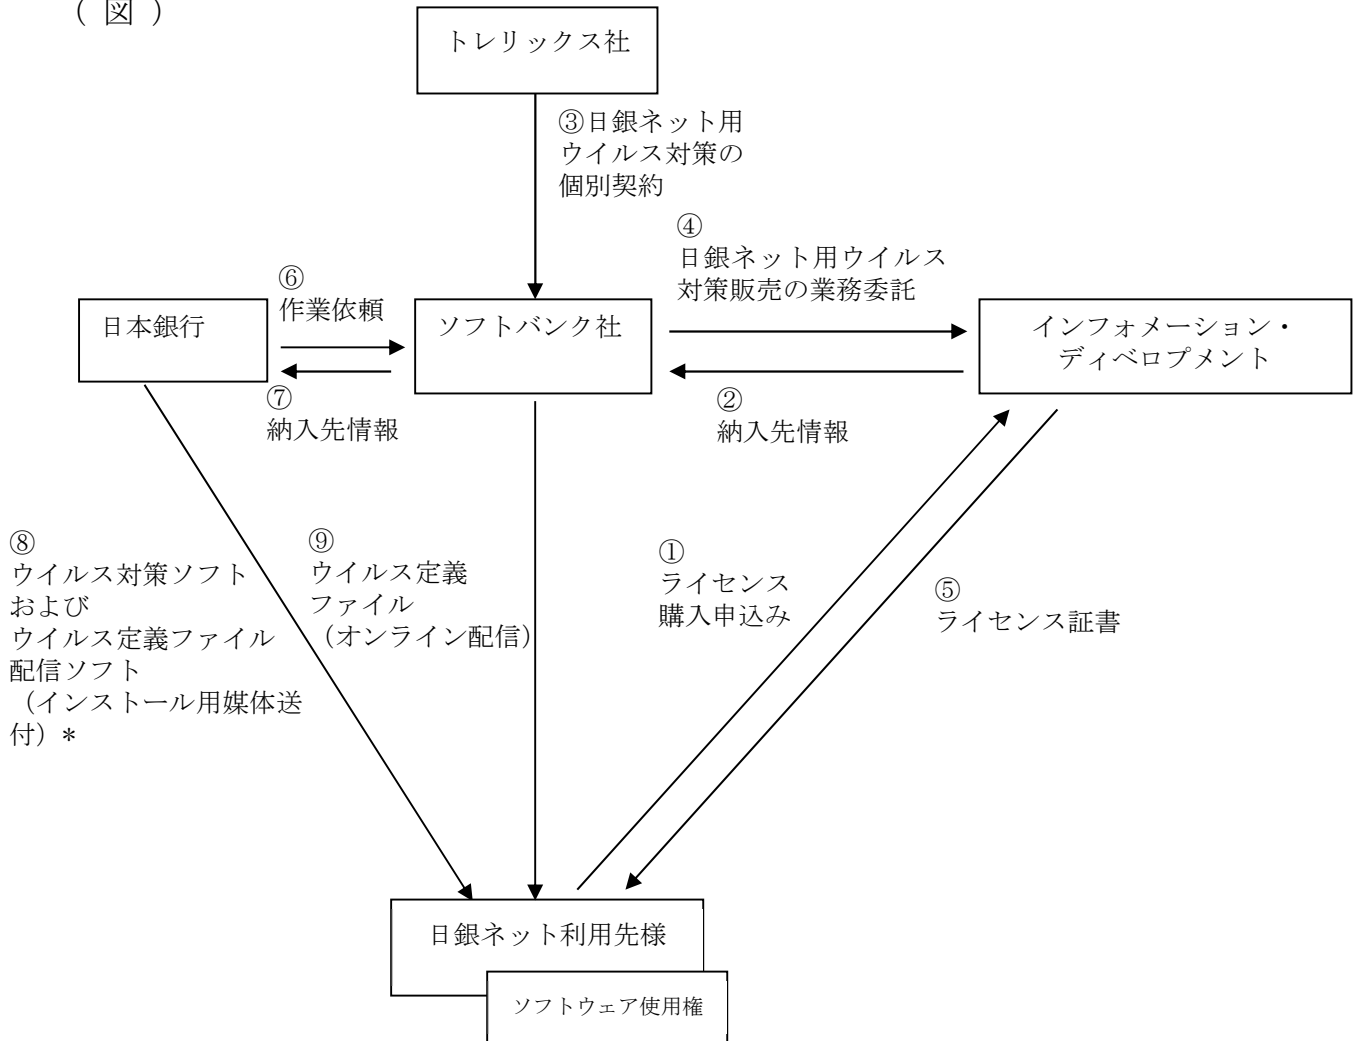 （ 図 ）
トレリックス社
③日銀ネット用
ウイルス対策の
個別契約
④
日銀ネット用ウイルス
対策販売の業務委託
⑥
作業依頼
日本銀行
ソフトバンク社
インフォメーション・
ディベロプメント
⑦
納入先情報
②
納入先情報
⑧
ウイルス対策ソフト
および
ウイルス定義ファイル
配信ソフト
（インストール用媒体送
付）*
⑨
ウイルス定義
ファイル
（オンライン配信）
①
ライセンス
購入申込み
⑤
ライセンス証書
日銀ネット利用先様
ソフトウェア使用権